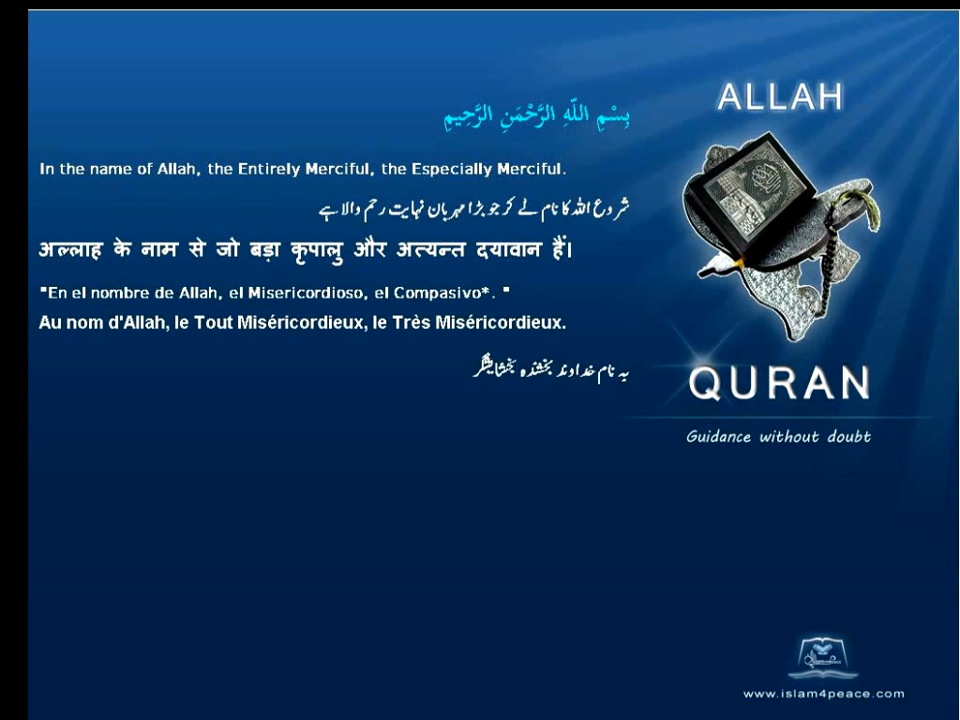 بِسْمِ اللّهِ الرَّحْمَنِ الرَّحِيمِ
In the name of Allah, the Entirely Merciful, the Especially Merciful.
شروع الله کا نام لے کر جو بڑا مہربان نہایت رحم والا ہے
अल्लाह के नाम से जो बड़ा कृपालु और अत्यन्त दयावान हैं।
"En el nombre de Allah, el Misericordioso, el Compasivo*. "
Au nom d'Allah, le Tout Miséricordieux, le Très Miséricordieux.
به نام خداوند بخشنده بخشایشگر
ALLAH
QURAN
Guidance without doubt
www.islam4peace.com